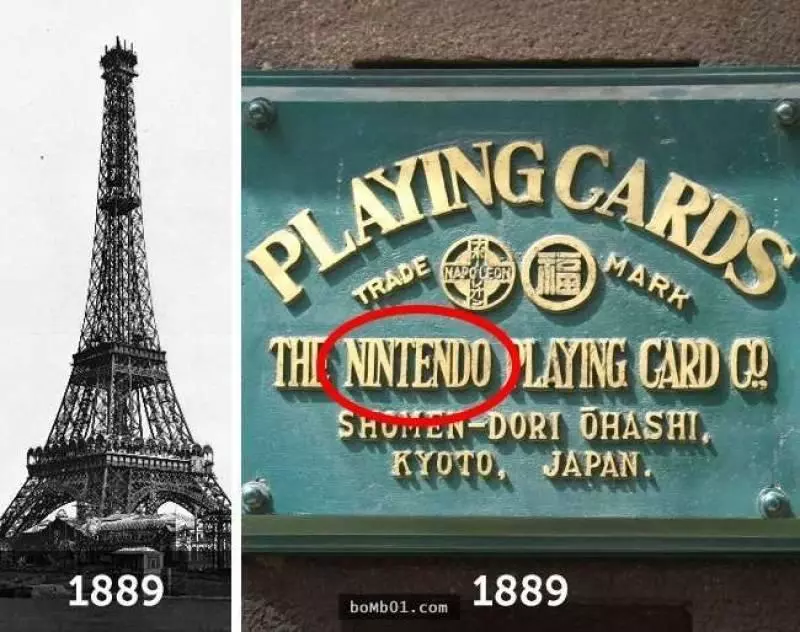 PLAYING CARDS
TRADE NAPOLEON 福 MARK
THE NINTENDO PLAYING CARD CO.
SHOMEN-DORI ŌHASHI.
KYOTO, JAPAN.
1889
1889
boMb01.com